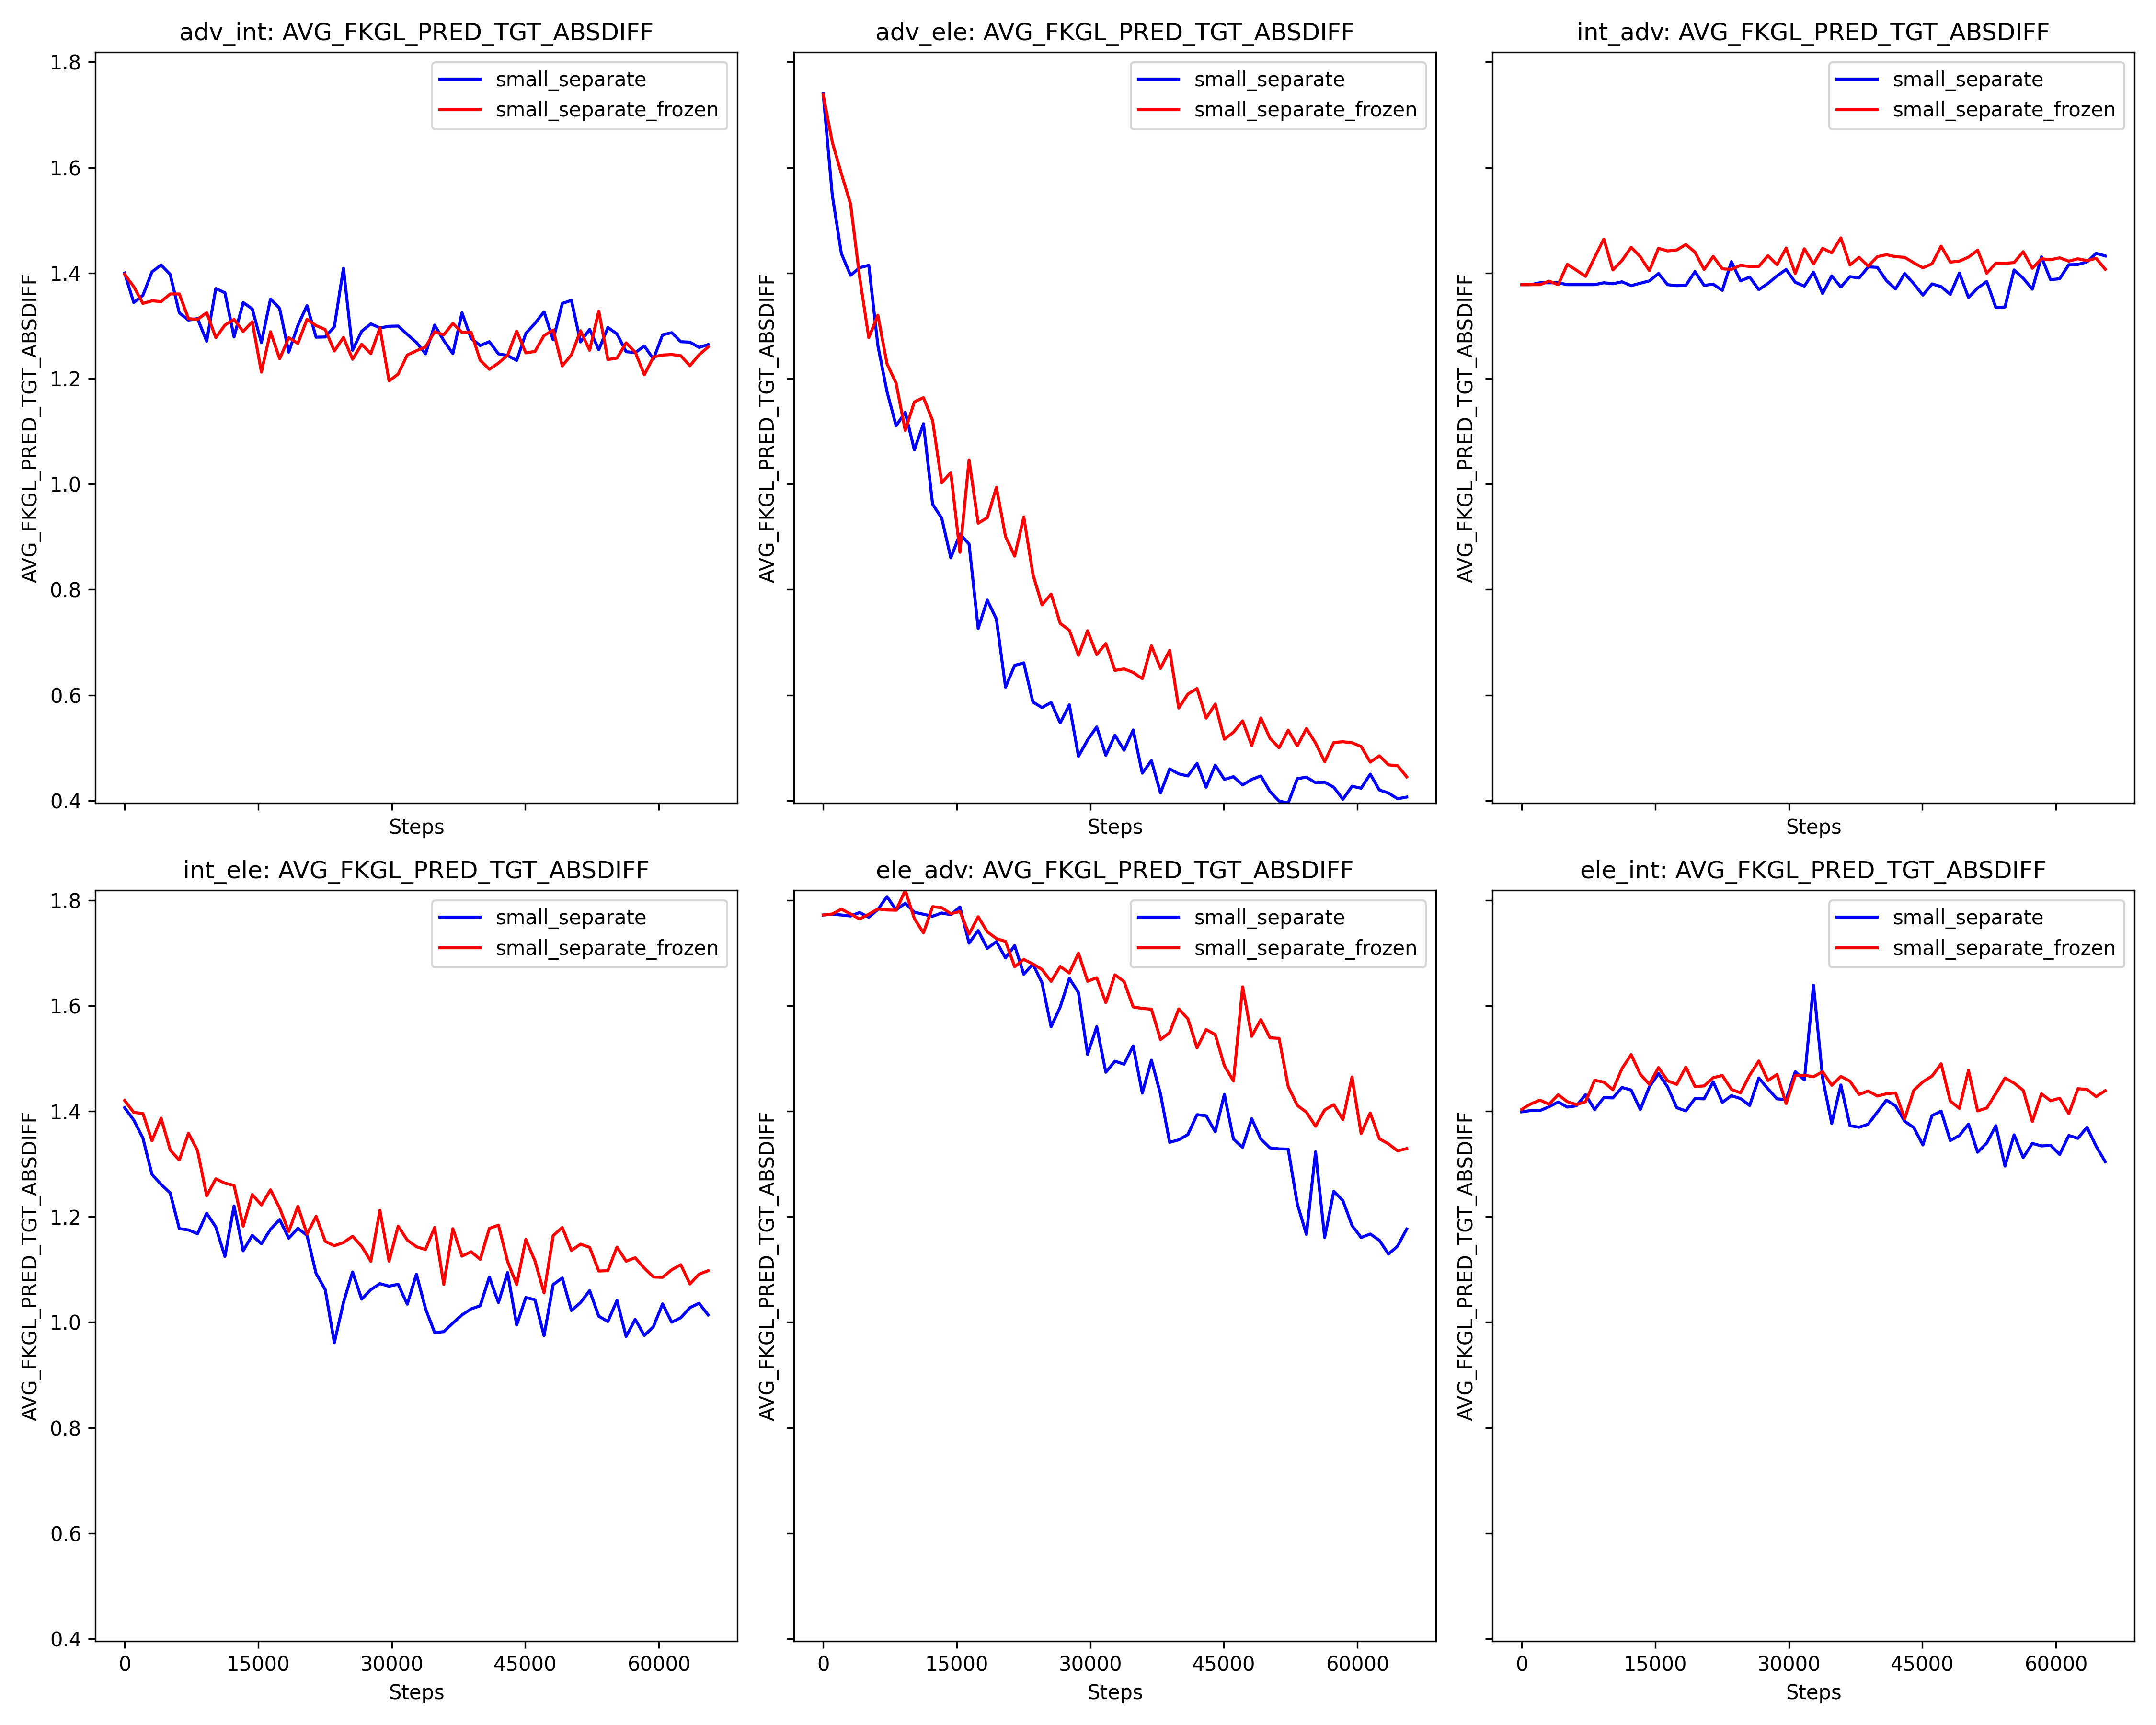 adv_int: AVG_FKGL_PRED_TGT_ABSDIFF
adv_ele: AVG_FKGL_PRED_TGT_ABSDIFF
int_adv: AVG_FKGL_PRED_TGT_ABSDIFF
small_separate
small_separate_frozen
small_separate
small_separate_frozen
small_separate
small_separate_frozen
1.8
1.6
1.4
1.2
1.0
0.8
0.6
0.4
AVG_FKGL_PRED_TGT_ABSDIFF
AVG_FKGL_PRED_TGT_ABSDIFF
AVG_FKGL_PRED_TGT_ABSDIFF
Steps
Steps
Steps
int_ele: AVG_FKGL_PRED_TGT_ABSDIFF
ele_adv: AVG_FKGL_PRED_TGT_ABSDIFF
ele_int: AVG_FKGL_PRED_TGT_ABSDIFF
small_separate
small_separate_frozen
small_separate
small_separate_frozen
small_separate
small_separate_frozen
1.8
1.6
1.4
1.2
1.0
0.8
0.6
0.4
AVG_FKGL_PRED_TGT_ABSDIFF
AVG_FKGL_PRED_TGT_ABSDIFF
AVG_FKGL_PRED_TGT_ABSDIFF
0 15000 30000 45000 60000
0 15000 30000 45000 60000
0 15000 30000 45000 60000
Steps
Steps
Steps